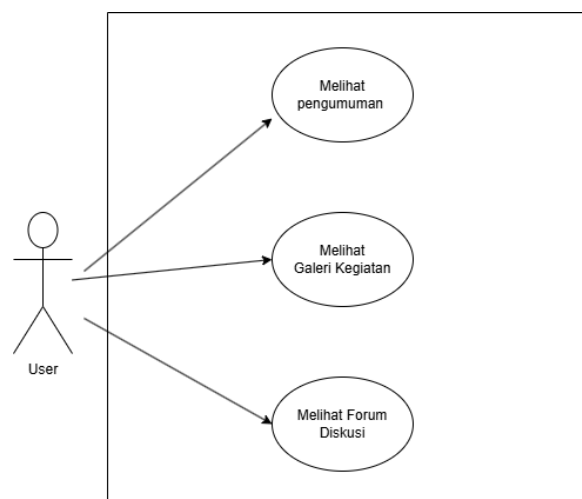 Melihat
pengumuman
Melihat
Galeri Kegiatan
User
Melihat Forum
Diskusi